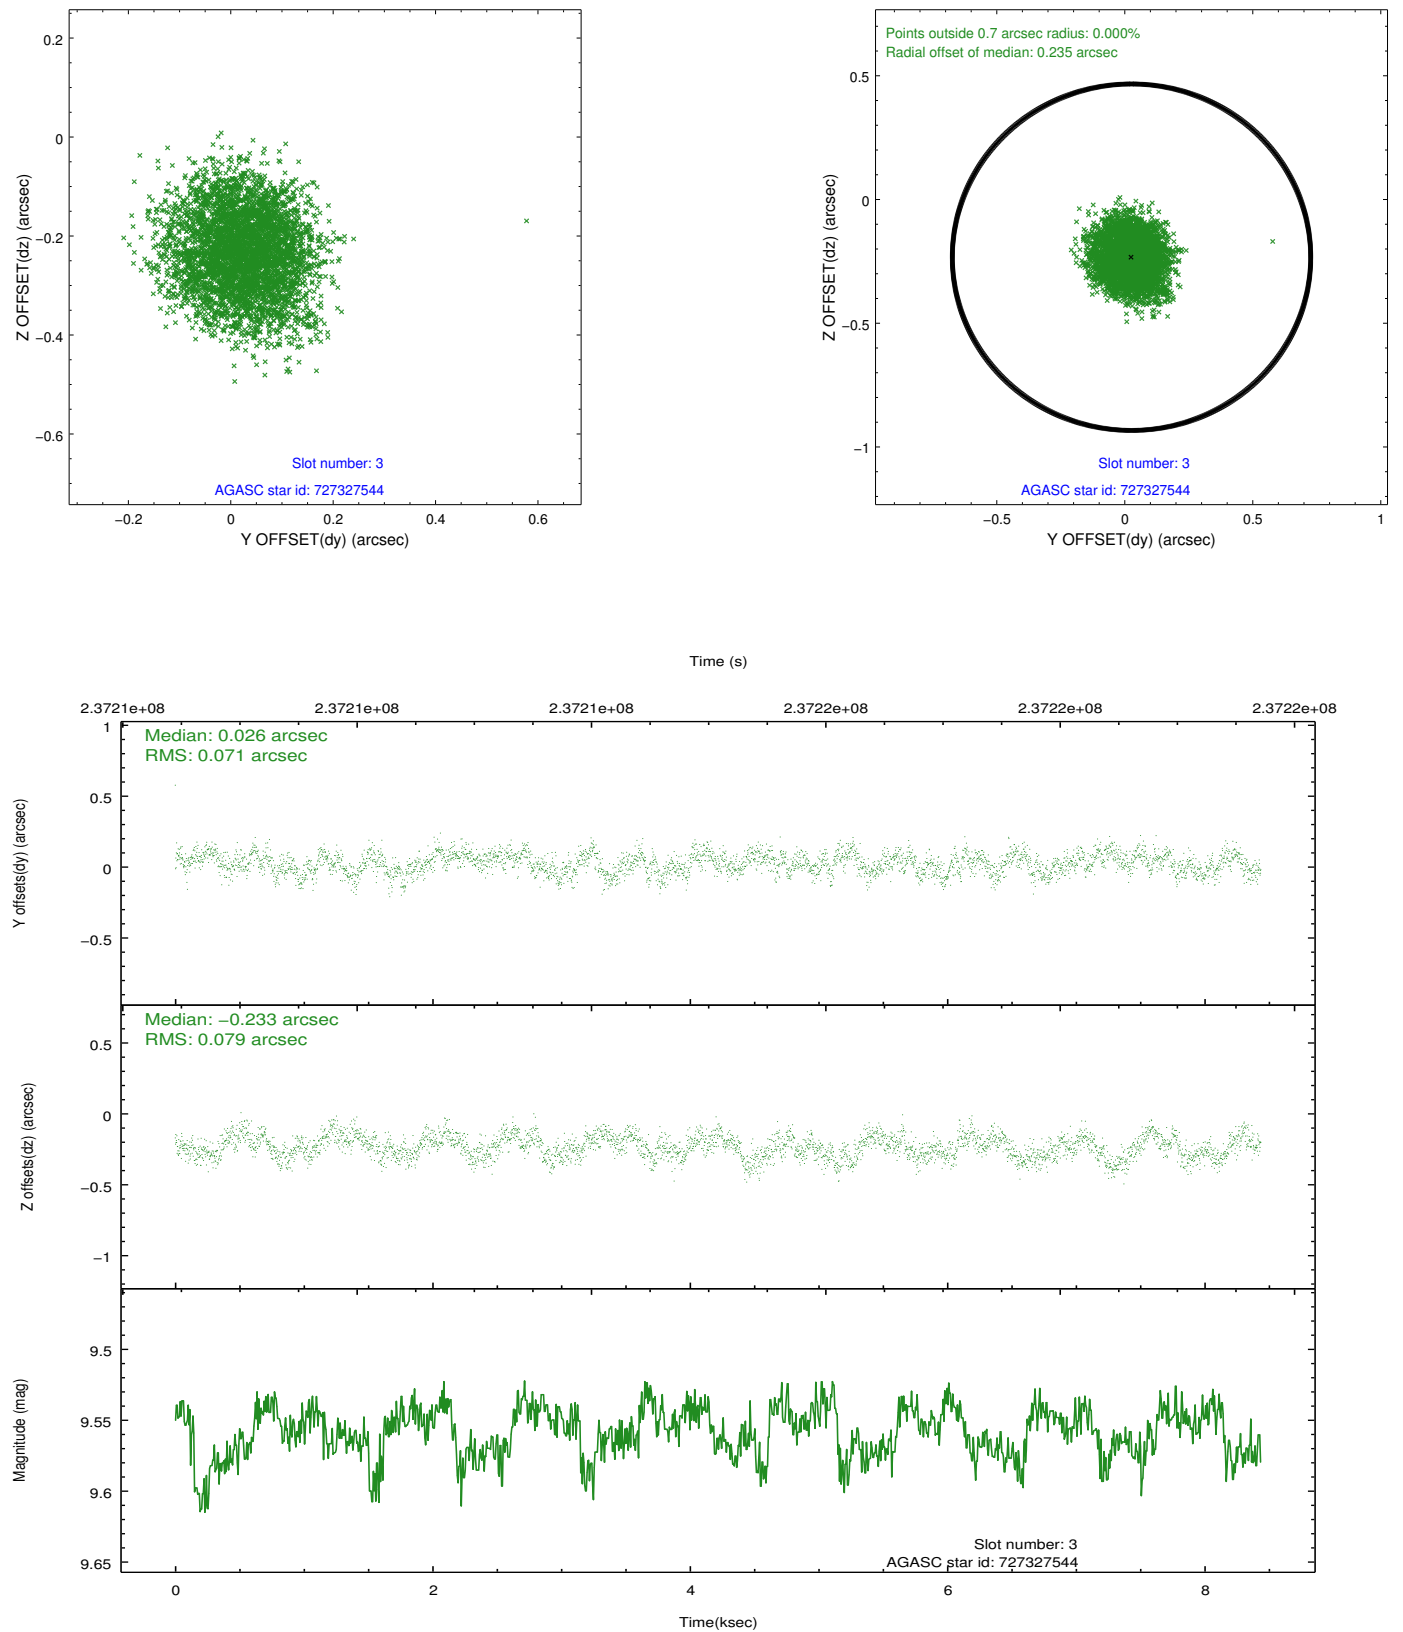 0.2
0
−0.2
−0.4
−0.6
Z OFFSET(dz) (arcsec)
Slot number: 3
AGASC star id: 727327544
−0.2 0 0.2 0.4 0.6
Y OFFSET(dy) (arcsec)
Points outside 0.7 arcsec radius: 0.000%
Radial offset of median: 0.235 arcsec
0.5
0
−0.5
−1
Z OFFSET(dz) (arcsec)
Slot number: 3
AGASC star id: 727327544
−0.5 0 0.5 1
Y OFFSET(dy) (arcsec)
Time (s)
2.3721e+08 2.3721e+08 2.3721e+08 2.3722e+08 2.3722e+08 2.3722e+08
Median: 0.026 arcsec
RMS: 0.071 arcsec
1
0.5
0
−0.5
Y offsets(dy) (arcsec)
Median: −0.233 arcsec
RMS: 0.079 arcsec
0.5
0
−0.5
−1
Z offsets(dz) (arcsec)
9.5
9.55
9.6
9.65
Magnitude (mag)
Slot number: 3
AGASC star id: 727327544
0 2 4 6 8
Time(ksec)